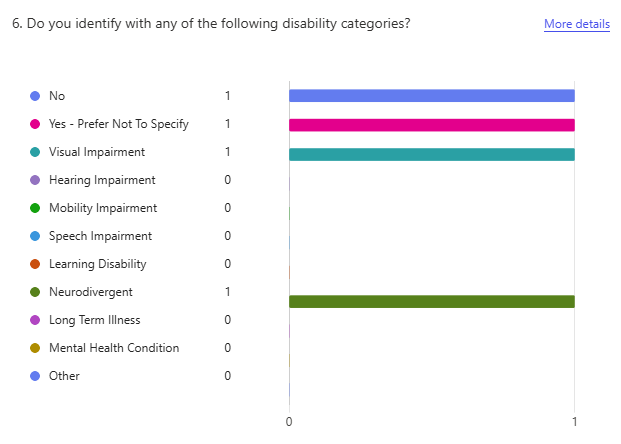 6. Do you identify with any of the following disability categories? More details
No 1
Yes - Prefer Not To Specify 1
Visual Impairment 1
Hearing Impairment 0
Mobility Impairment 0
Speech Impairment 0
Learning Disability 0
Neurodivergent 1
Long Term Illness 0
Mental Health Condition 0
Other 0
0 1